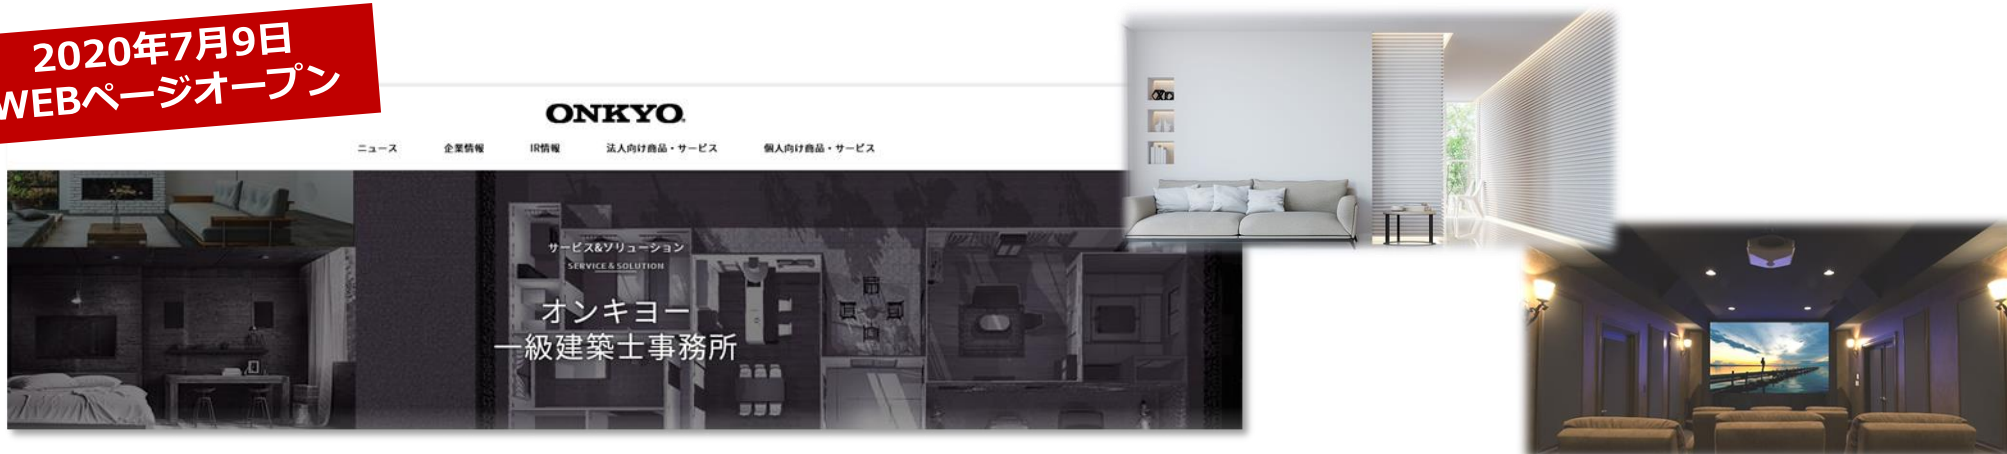 2020年7月9日
WEBページオープン
ONKYO
ニュース 企業情報 IR情報 法人向け商品・サービス 個人向け商品・サービス
サービス&ソリューション
SERVICE & SOLUTION
オンキヨー
一級建築士事務所